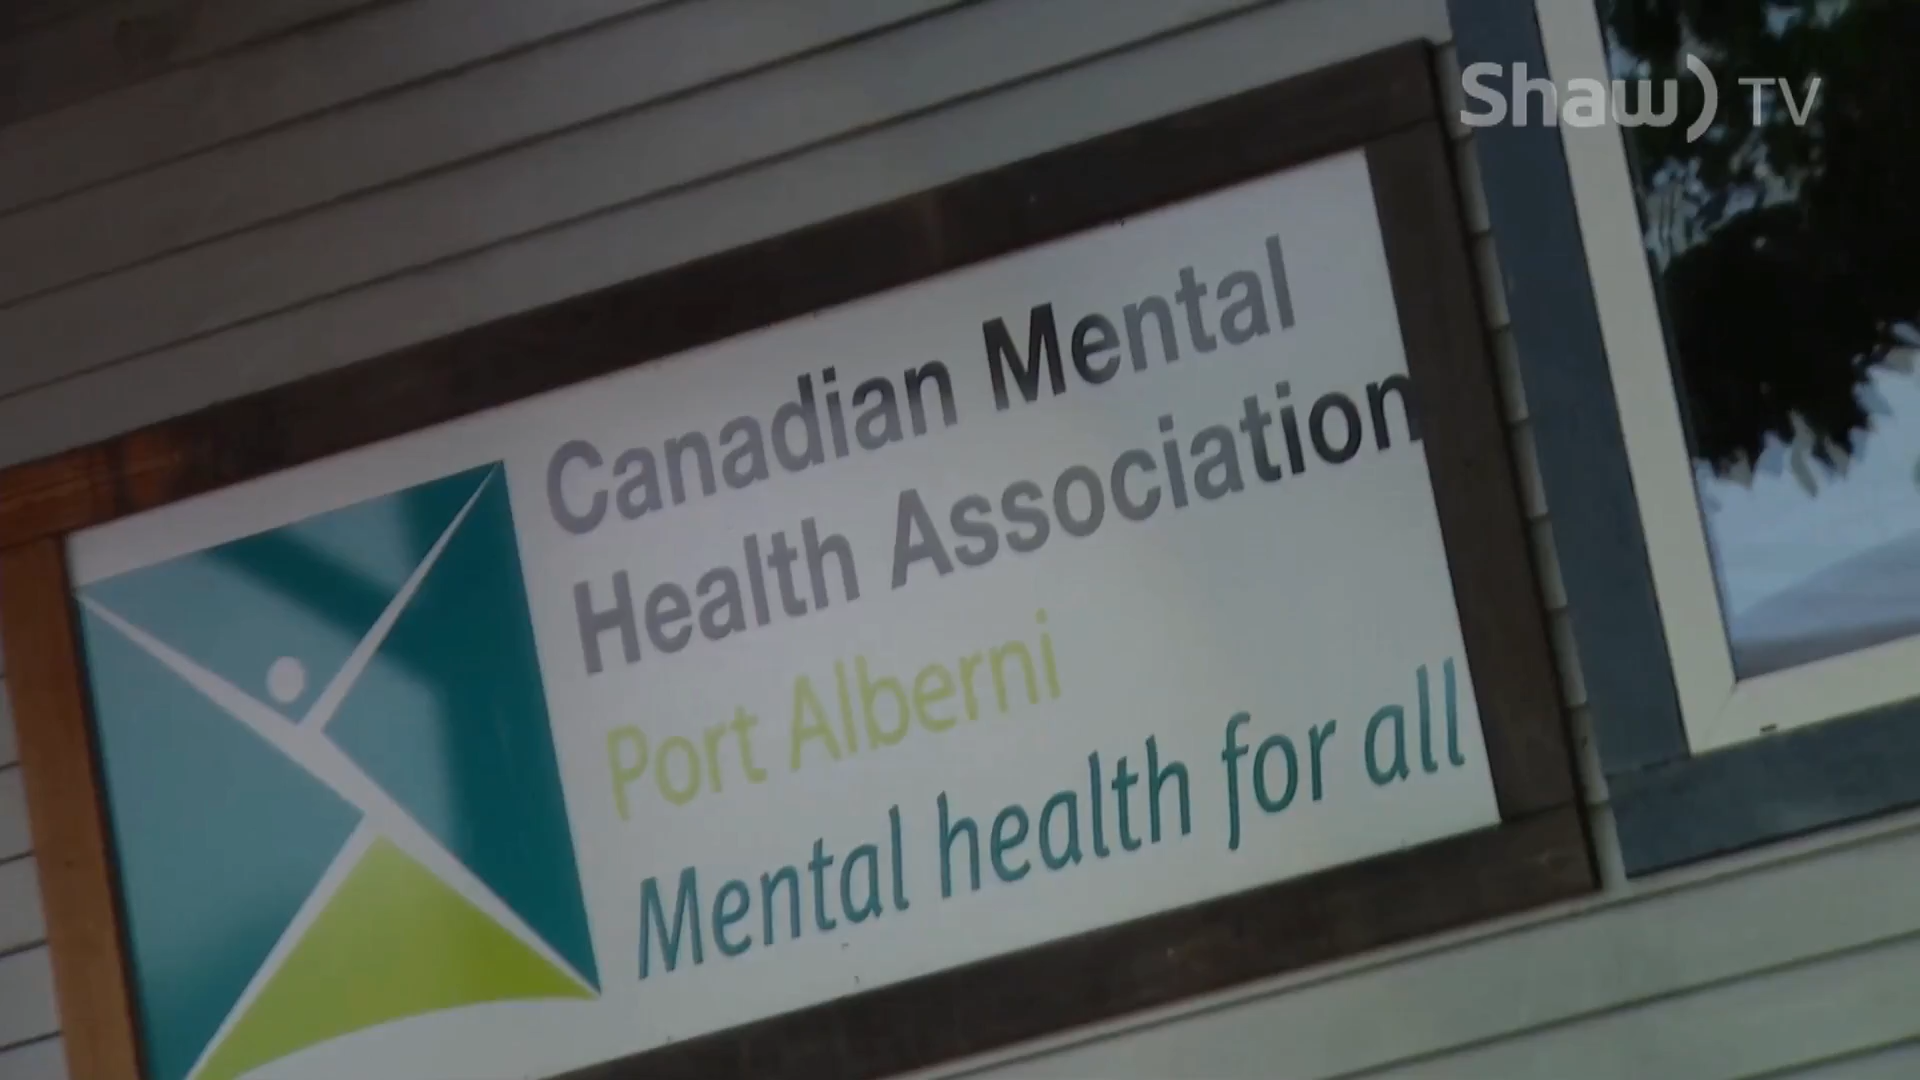 Shaw) TV
Canadian Mental
Health Association
Port Alberni
Mental health for all